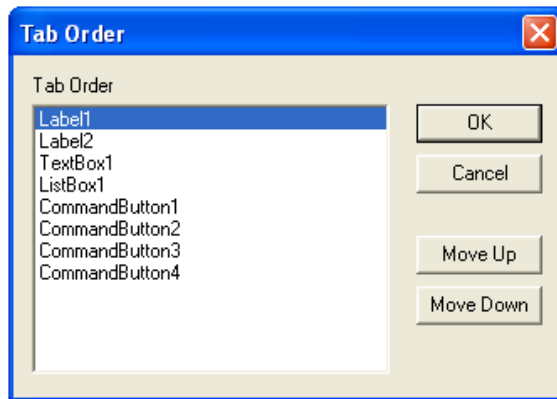 Tab Order
Tab Order
Label1
Label2
TextBox1
ListBox1
CommandButton1
CommandButton2
CommandButton3
CommandButton4
OK
Cancel
Move Up
Move Down